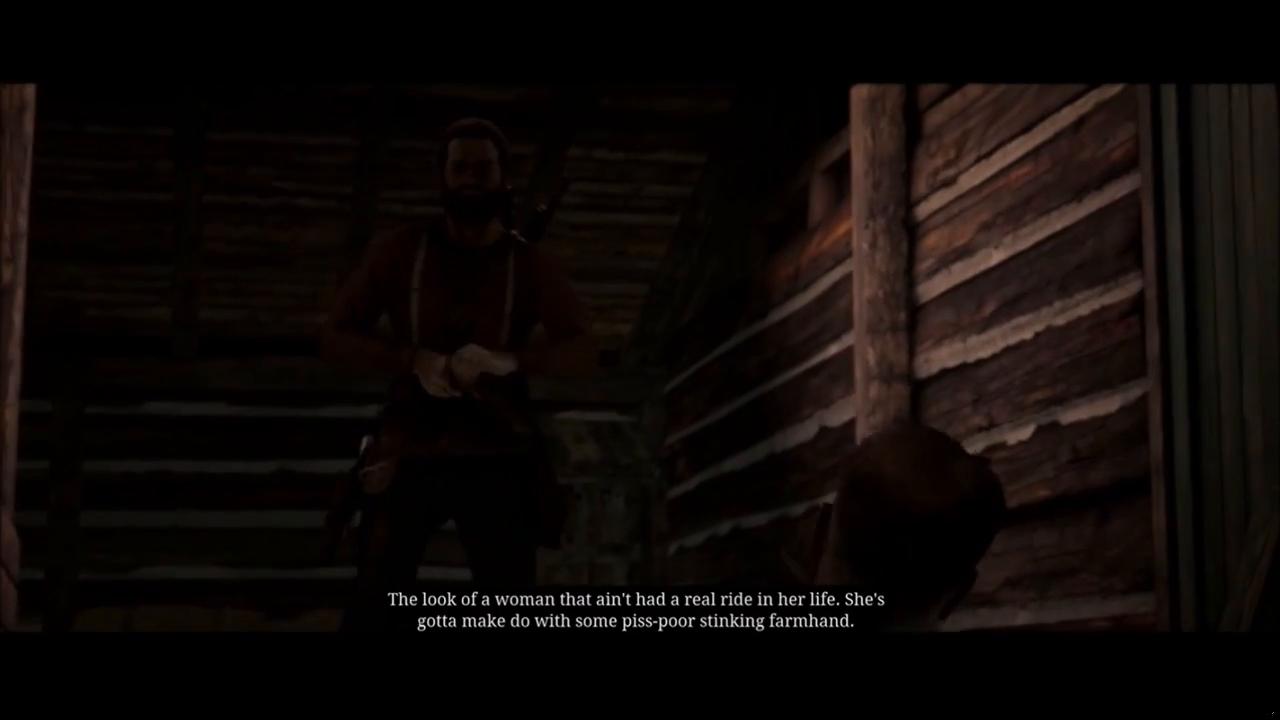 The look of a woman that ain't had a real ride in her life. She's
gotta make do with some piss-poor stinking farmhand.